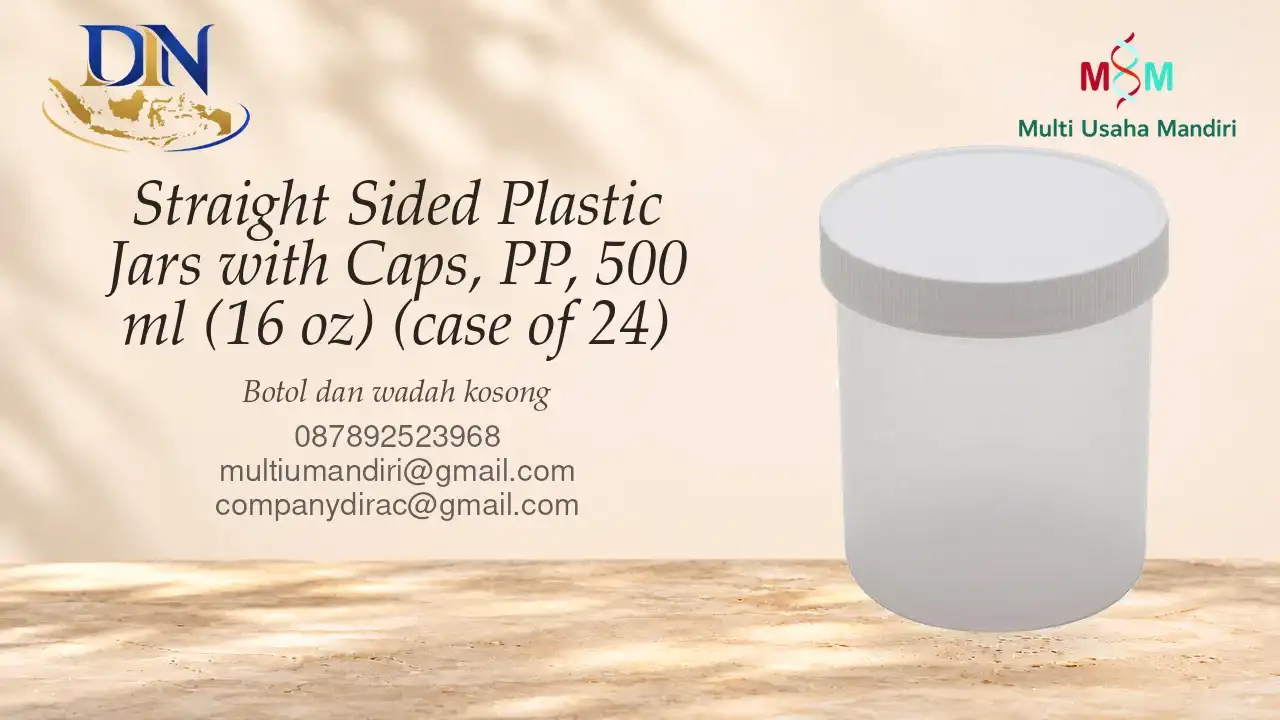 DN
M M
Multi Usaha Mandiri
Straight Sided Plastic
Jars with Caps, PP, 500
ml (16 oz) (case of 24)
Botol dan wadah kosong
087892523968
multiumandiri@gmail.com
companydirac@gmail.com